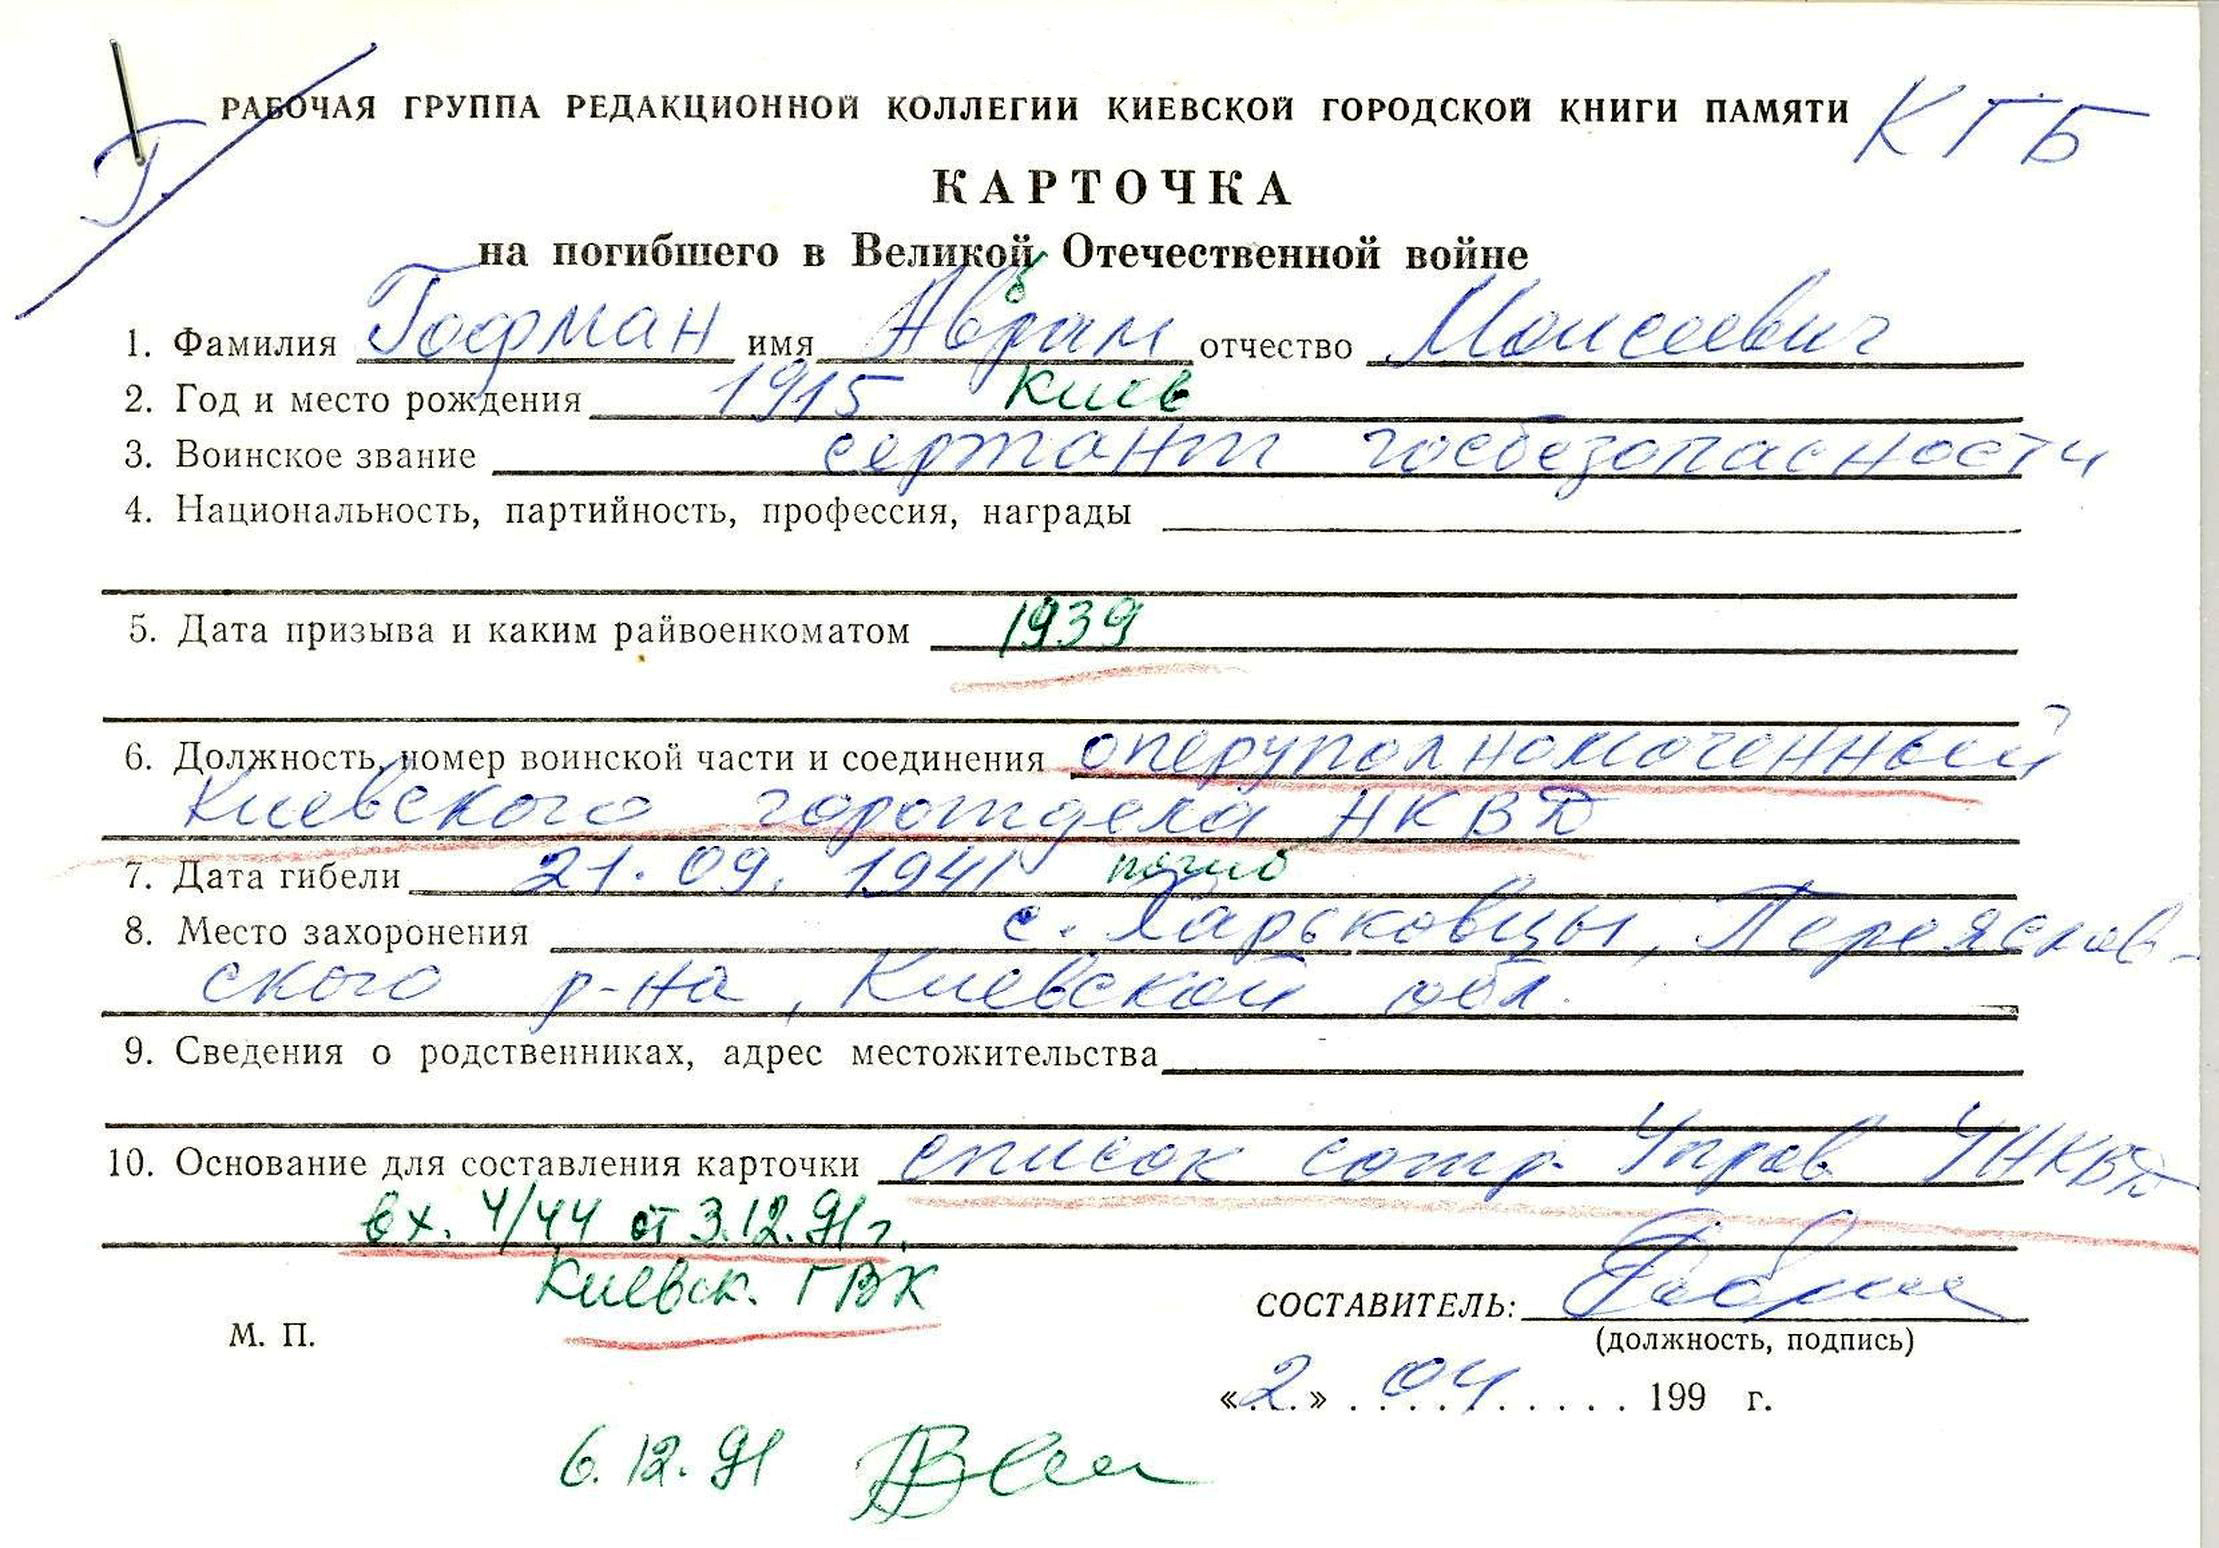 РАБОЧАЯ ГРУППА РЕДАКЦИОННОЙ КОЛЛЕГИИ КИЕВСКОЙ ГОРОДСКОЙ КНИГИ ПАМЯТИ КГБ
Г.
КАРТОЧКА
на погибшего в Великой Отечественной войне
1. Фамилия Гофман имя Аврам отчество Моисеевич
2. Год и место рождения 1915 Киев
3. Воинское звание сержант госбезопасности
4. Национальность, партийность, профессия, награды
5. Дата призыва и каким райвоенкоматом 1939
6. Должность, номер воинской части и соединения оперуполномоченный
Киевского горотдела НКВД
7. Дата гибели 21.09.1941 погиб
8. Место захоронения с. Харьковцы, Переяслав-
ского р-на, Киевской обл.
9. Сведения о родственниках, адрес местожительства
10. Основание для составления карточки список сотр. Управ УНКВД
вх. 4/44 от 3.12.91г.
Киевск. ГВК
СОСТАВИТЕЛЬ:
М. П.
(должность, подпись)
«2» 04 199 г.
6.12.91